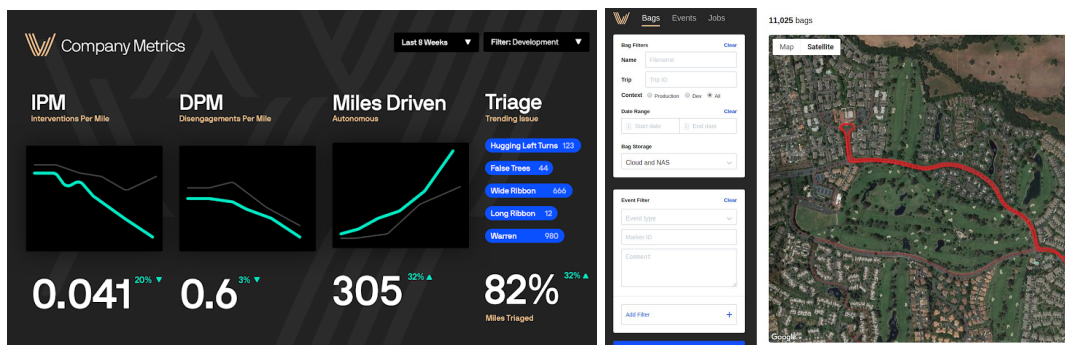 Company Metrics
Last 8 Weeks
Filter: Development
IPM
Interventions Per Mile
0.041
20%
DPM
Disengagements Per Mile
0.6
3%
Miles Driven
Autonomous
305
32%
Triage
Trending Issue
Hugging Left Turns 123
False Trees 44
Wide Ribbon 666
Long Ribbon 12
Warren 980
82%
32%
Miles Triaged
Bags Events Jobs
Bag Filters Clear
Name Filename
Trip Trip ID
Context Production Dev All
Date Range Clear
Start date End date
Bag Storage
Cloud and NAS
Event Filter Clear
Event type
Marker ID
Comment
Add Filter +
11,025 bags
Map Satellite
Google